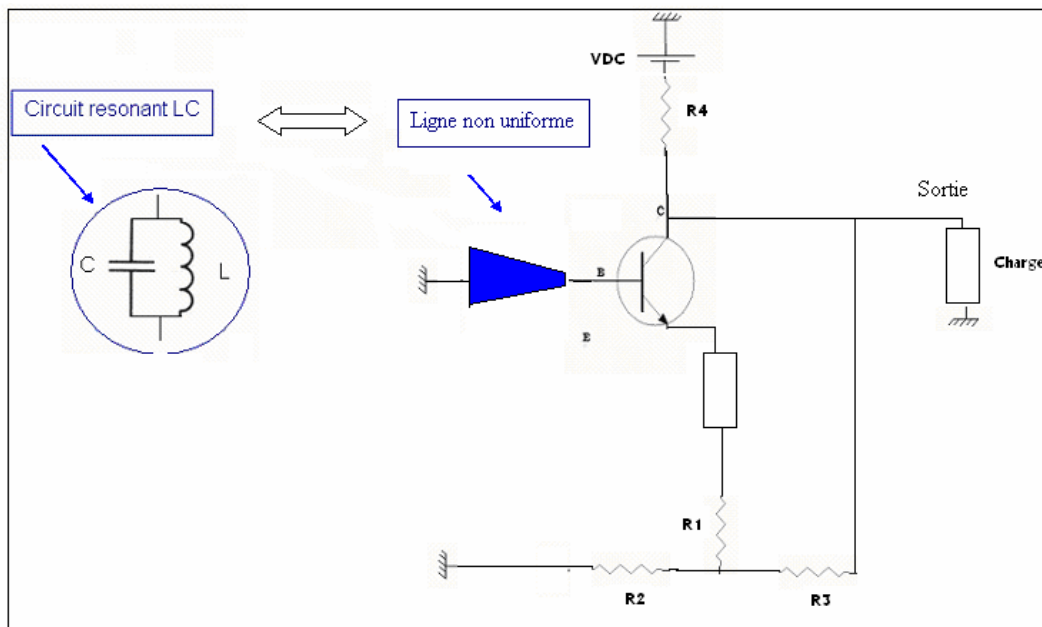 VDC
R4
Circuit resonant LC
Ligne non uniforme
Sortie
C
B
C
L
Charge
E
R1
R2
R3